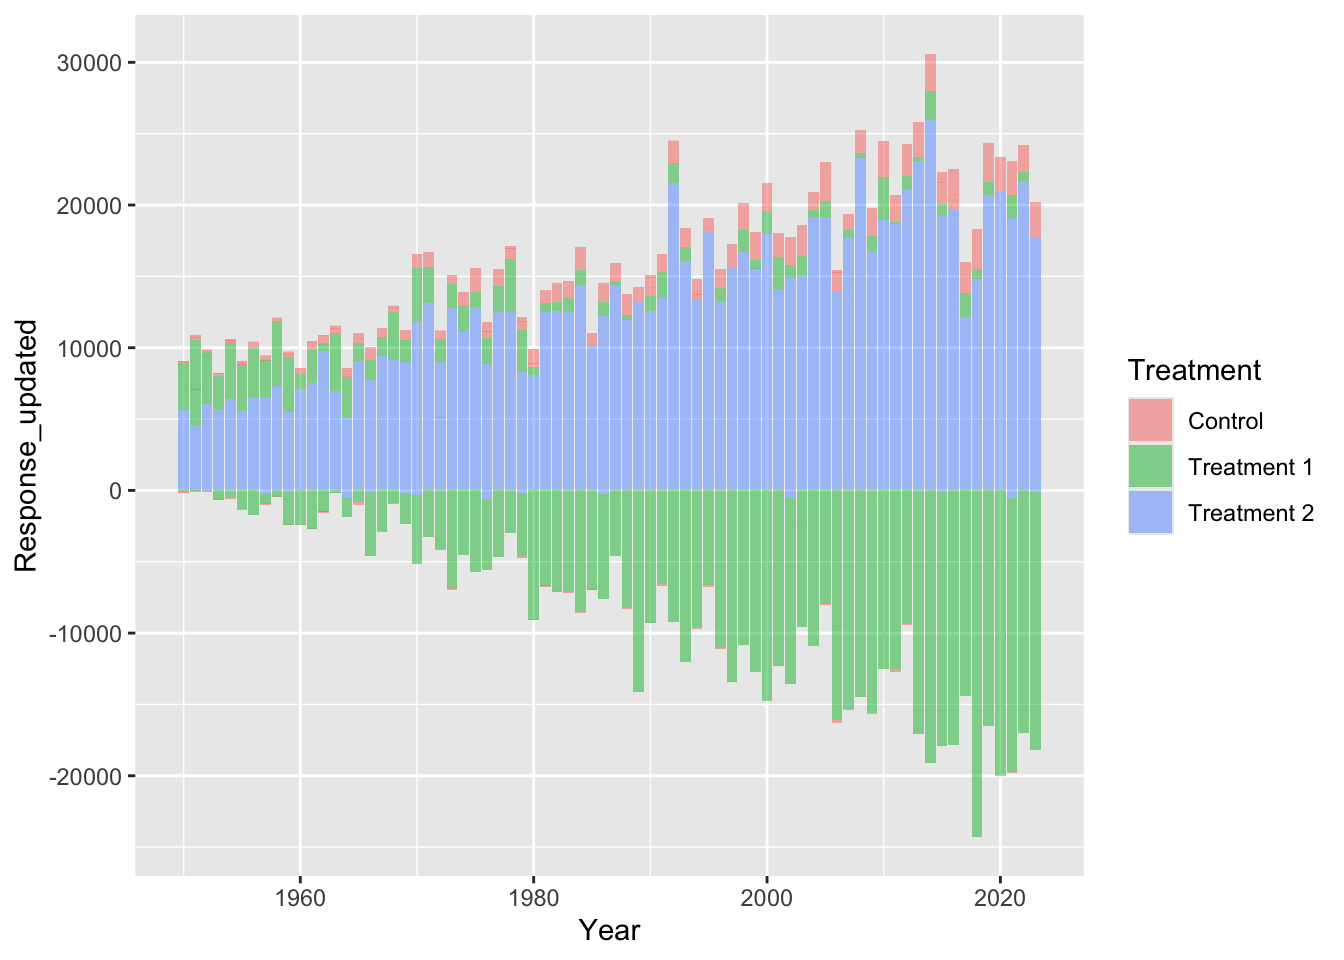 30000
20000
10000
0
-10000
-20000
Response_updated
1960
1980
2000
2020
Year
Treatment
Control
Treatment 1
Treatment 2